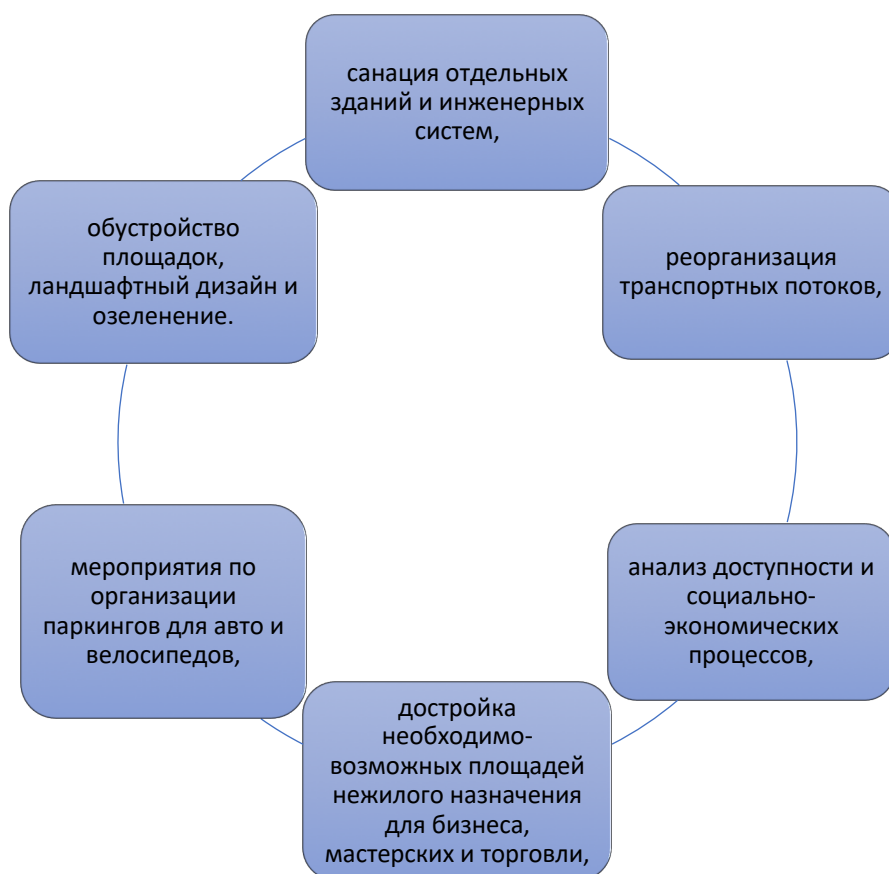 санация отдельных
зданий и инженерных
систем,
реорганизация
транспортных потоков,
анализ доступности и
социально-
экономических
процессов,
достройка
необходимо-
возможных площадей
нежилого назначения
для бизнеса,
мастерских и торговли,
мероприятия по
организации
паркингов для авто и
велосипедов,
обустройство
площадок,
ландшафтный дизайн и
озеленение.